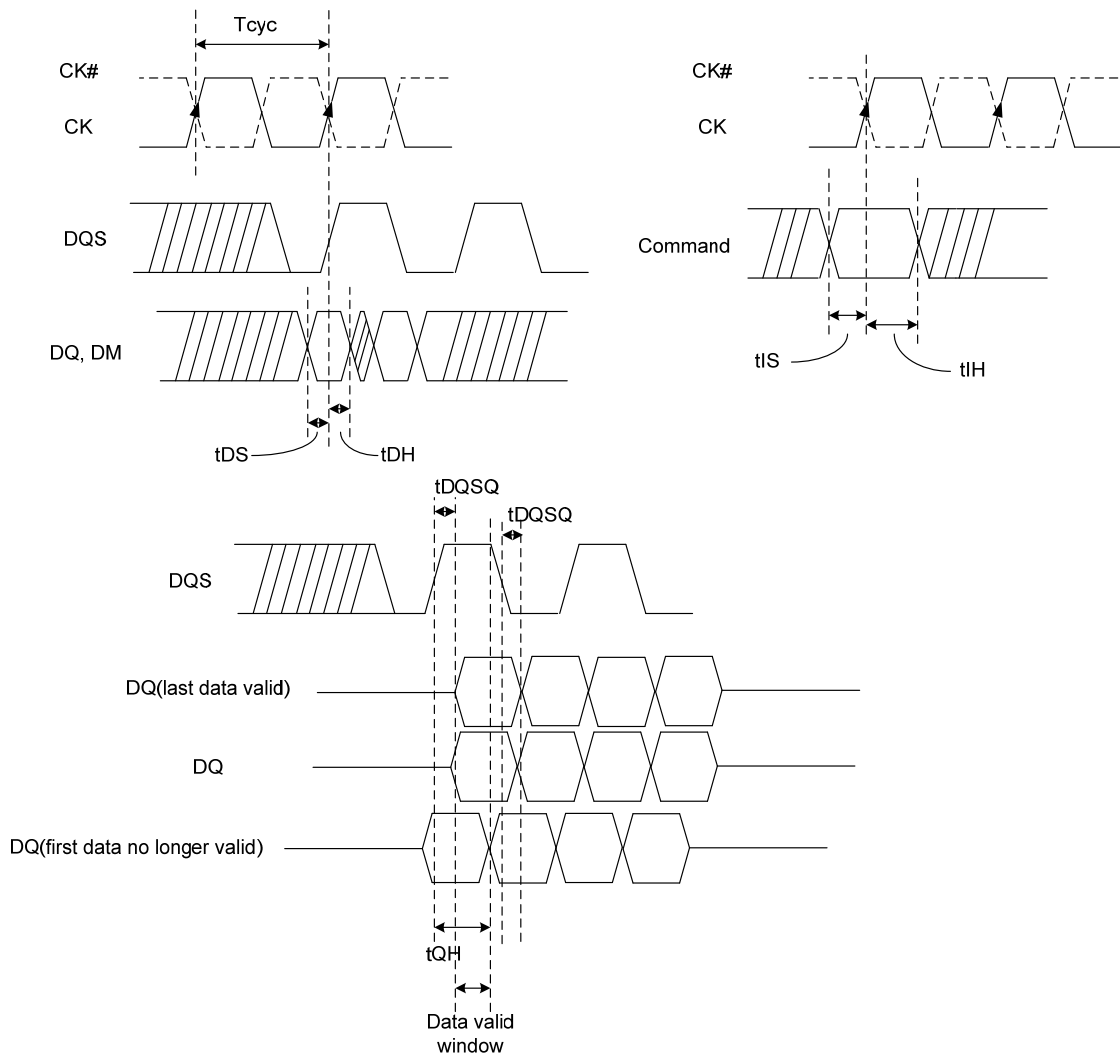 Tcyc
CK#
CK
DQS
DQ, DM
tDS
tDH
CK#
CK
Command
tIS
tIH
tDQSQ
tDQSQ
DQS
DQ(last data valid)
DQ
DQ(first data no longer valid)
tQH
Data valid
window